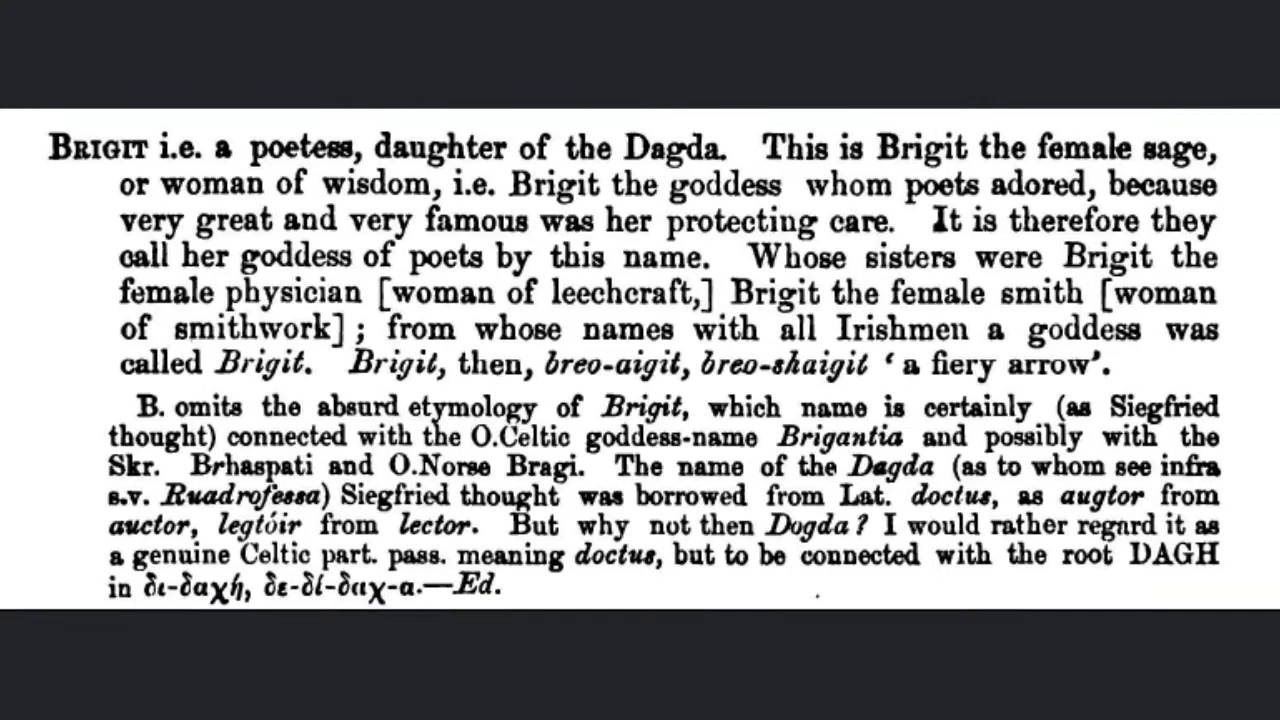 BRIGIT i.e. a poetess, daughter of the Dagda. This is Brigit the female sage,
or woman of wisdom, i.e. Brigit the goddess whom poets adored, because
very great and very famous was her protecting care. It is therefore they
call her goddess of poets by this name. Whose sisters were Brigit the
female physician [woman of leechcraft,] Brigit the female smith [woman
of smithwork] ; from whose names with all Irishmen a goddess was
called Brigit. Brigit, then, breo-aigit, breo-shaigit ‘ a fiery arrow’.
B. omits the absurd etymology of Brigit, which name is certainly (as Siegfried
thought) connected with the O.Celtic goddess-name Brigantia and possibly with the
Skr. Brhaspati and O.Norse Bragi. The name of the Dagda (as to whom see infra
s.v. Ruadrofessa) Siegfried thought was borrowed from Lat. doctus, as augtor from
auctor, legtóir from lector. But why not then Dogda? I would rather regard it as
a genuine Celtic part. pass. meaning doctus, but to be connected with the root DAGH
in δι-δαχή, δε-δί-δαχ-α.—Ed.